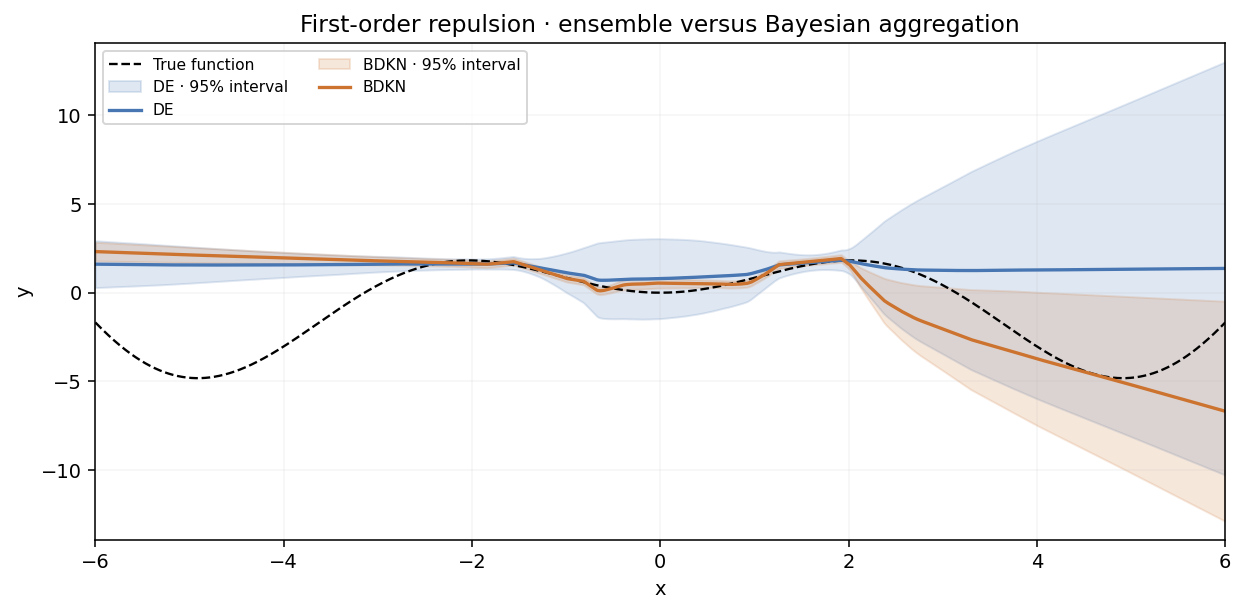 First-order repulsion · ensemble versus Bayesian aggregation
True function
DE · 95% interval
DE
BDKN · 95% interval
BDKN
y
10
5
0
−5
−10
−6
−4
−2
0
2
4
6
x